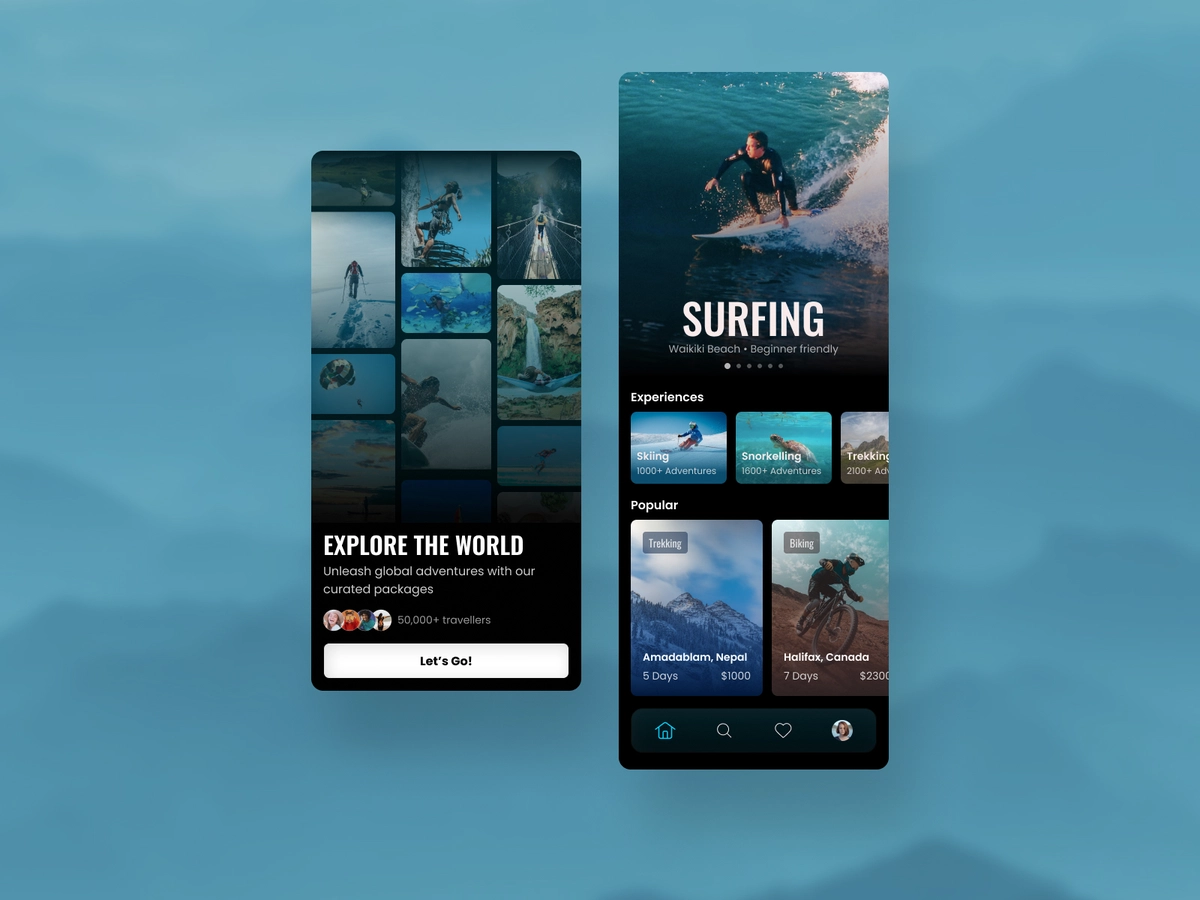 EXPLORE THE WORLD
Unleash global adventures with our
curated packages
50,000+ travellers
Let’s Go!
SURFING
Waikiki Beach • Beginner friendly
Experiences
Skiing
1000+ Adventures
Snorkelling
1600+ Adventures
Trekking
2100+ Adv
Popular
Trekking
Amadablam, Nepal
5 Days $1000
Biking
Halifax, Canada
7 Days $2300